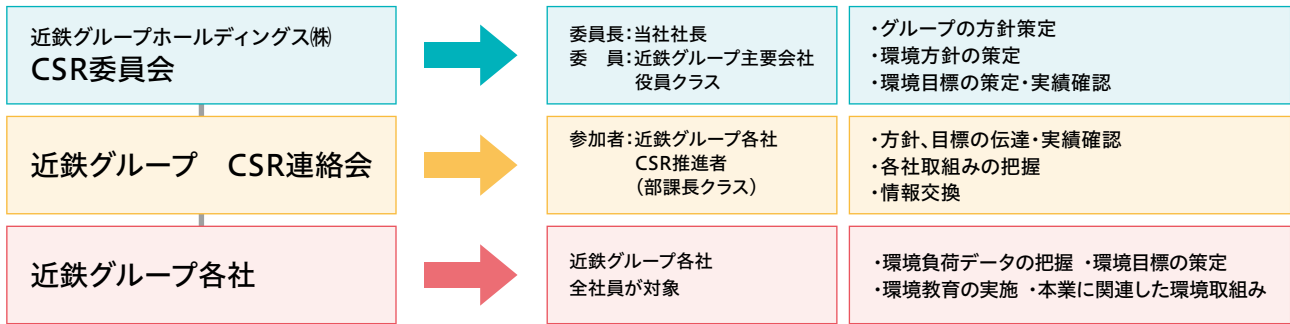 近鉄グループホールディングス㈱
CSR委員会
委員長：当社社長
委　員：近鉄グループ主要会社
役員クラス
・グループの方針策定
・環境方針の策定
・環境目標の策定・実績確認
近鉄グループ　CSR連絡会
参加者：近鉄グループ各社
CSR推進者
（部課長クラス）
・方針、目標の伝達・実績確認
・各社取組みの把握
・情報交換
近鉄グループ各社
近鉄グループ各社
全社員が対象
・環境負荷データの把握 ・環境目標の策定
・環境教育の実施 ・本業に関連した環境取組み